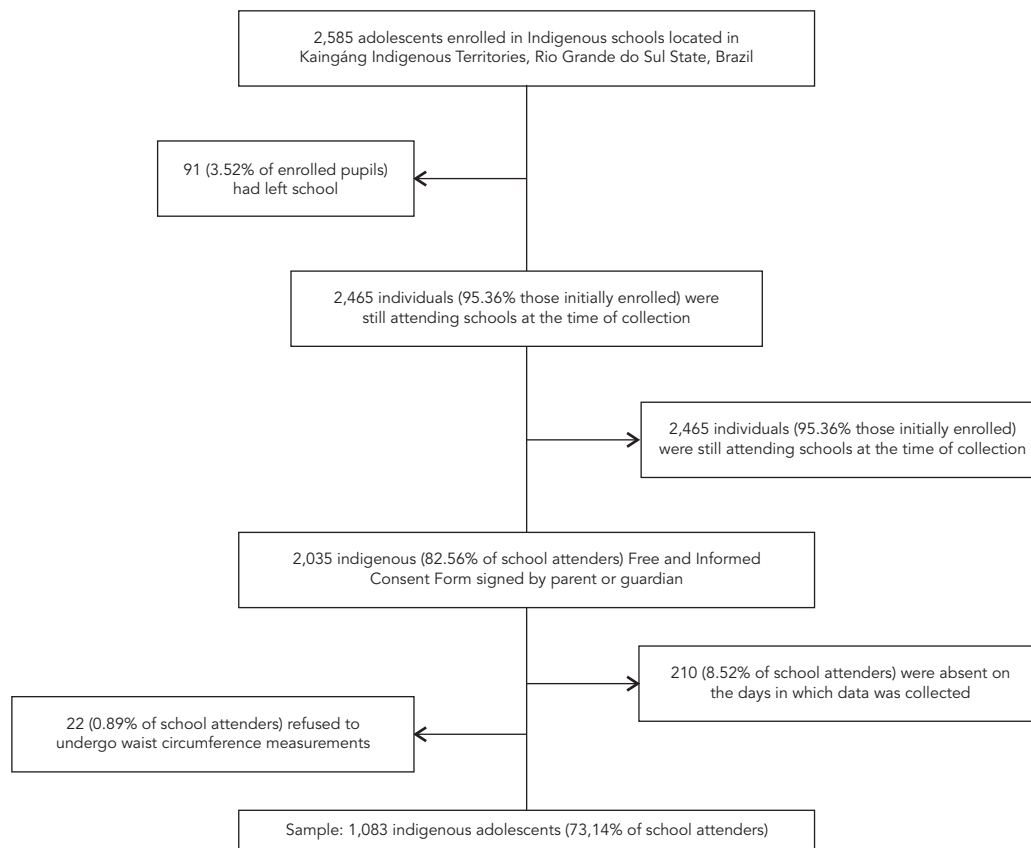 2,585 adolescents enrolled in Indigenous schools located in
Kaingáng Indigenous Territories, Rio Grande do Sul State, Brazil
91 (3.52% of enrolled pupils)
had left school
2,465 individuals (95.36% those initially enrolled) were
still attending schools at the time of collection
2,465 individuals (95.36% those initially enrolled)
were still attending schools at the time of collection
2,035 indigenous (82.56% of school attenders) Free and Informed
Consent Form signed by parent or guardian
210 (8.52% of school attenders) were absent on
the days in which data was collected
22 (0.89% of school attenders) refused to
undergo waist circumference measurements
Sample: 1,083 indigenous adolescents (73,14% of school attenders)